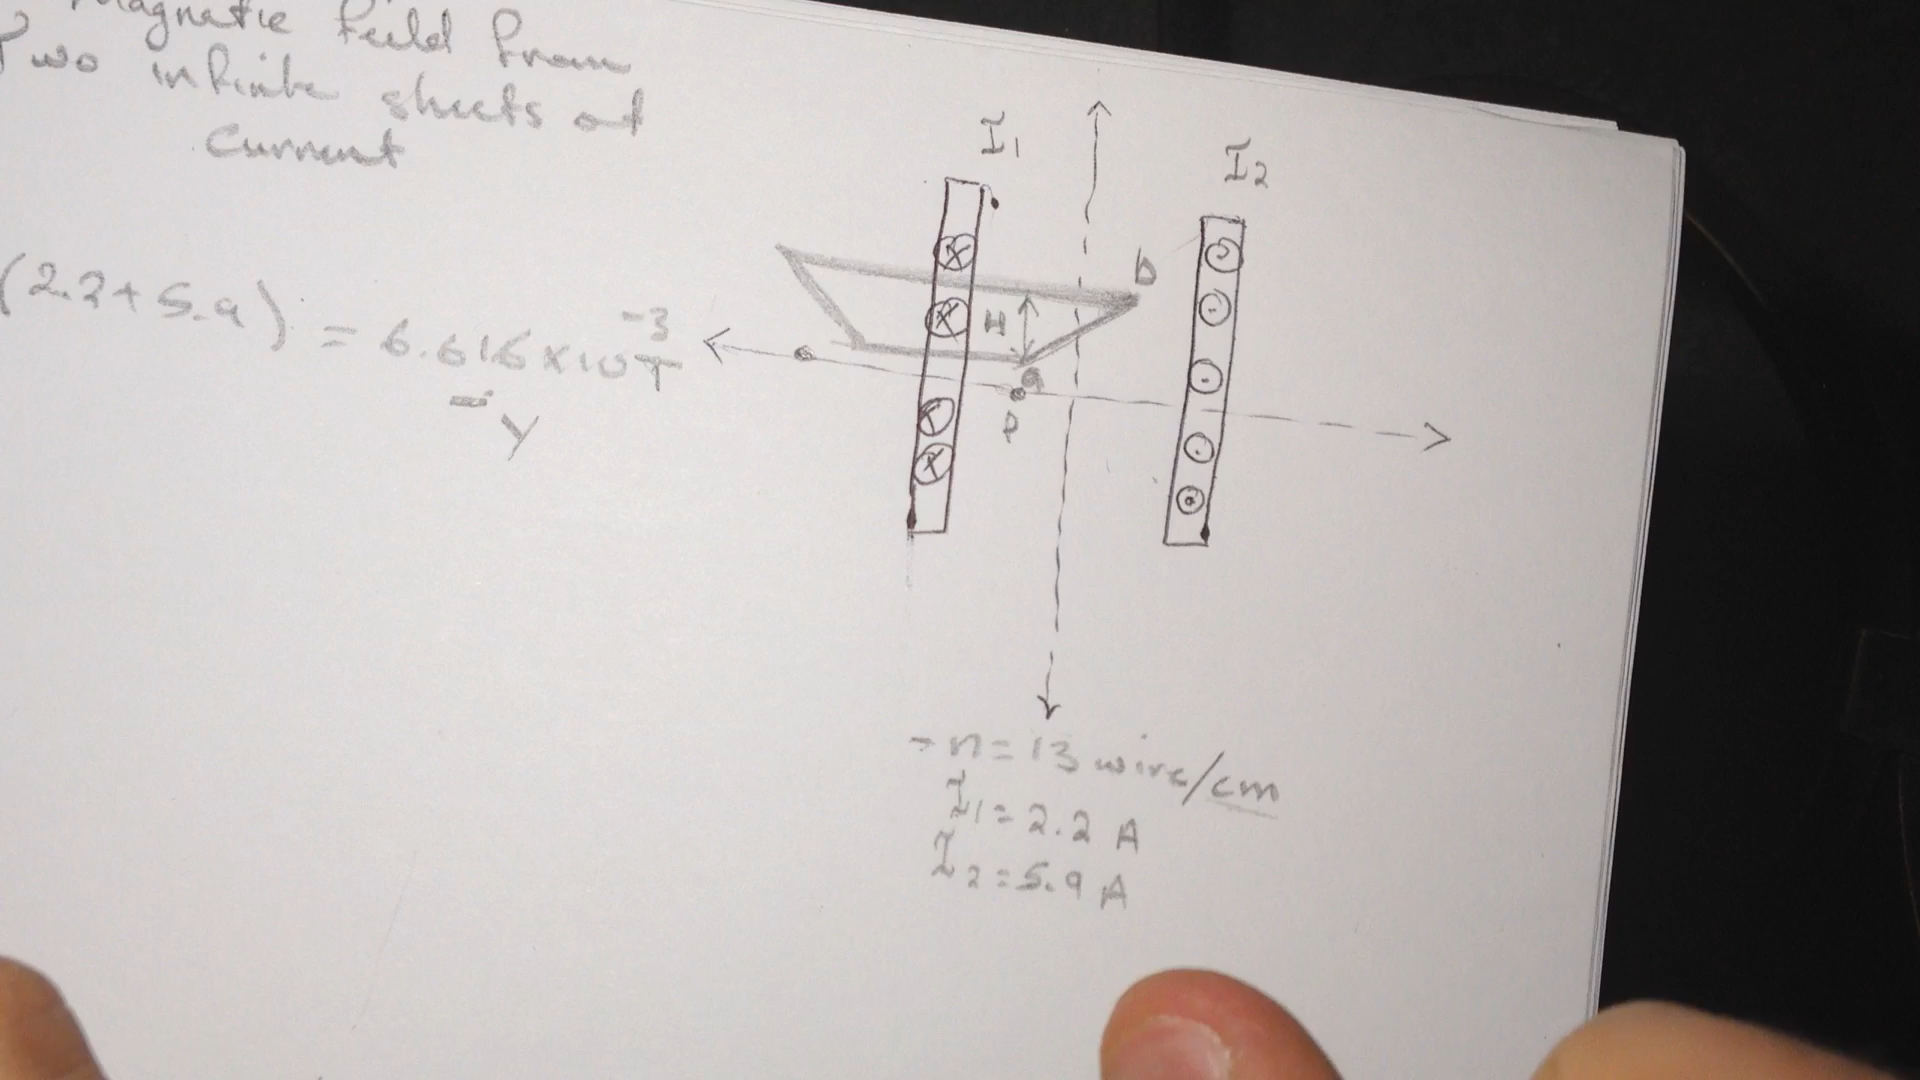 Magnetic field from
Two infinite sheets of
Current
I1
I2
b
H
a
P
(2.2+5.9) = 6.616 x 10-3 T
- y
- n = 13 wire/cm
I1 = 2.2 A
I2 = 5.9 A